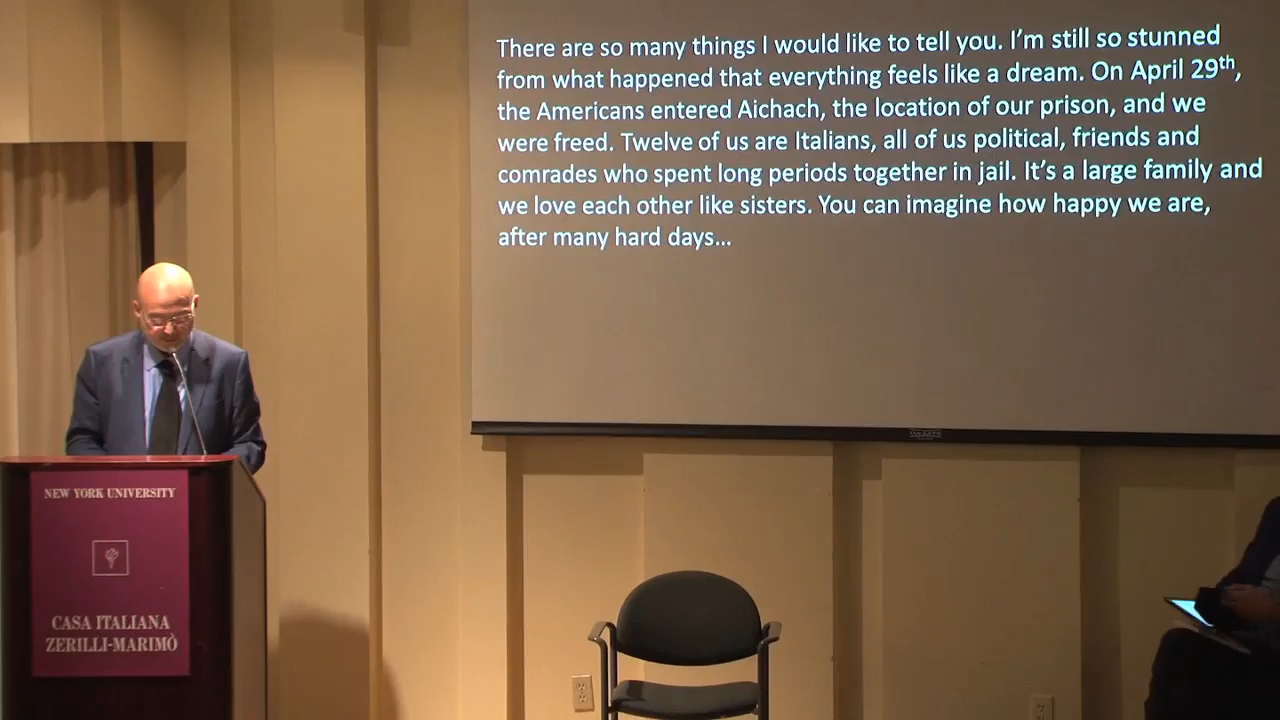 There are so many things I would like to tell you. I'm still so stunned
from what happened that everything feels like a dream. On April 29th,
the Americans entered Aichach, the location of our prison, and we
were freed. Twelve of us are Italians, all of us political, friends and
comrades who spent long periods together in jail. It's a large family and
we love each other like sisters. You can imagine how happy we are,
after many hard days...
NEW YORK UNIVERSITY
CASA ITALIANA
ZERILLI-MARIMÒ